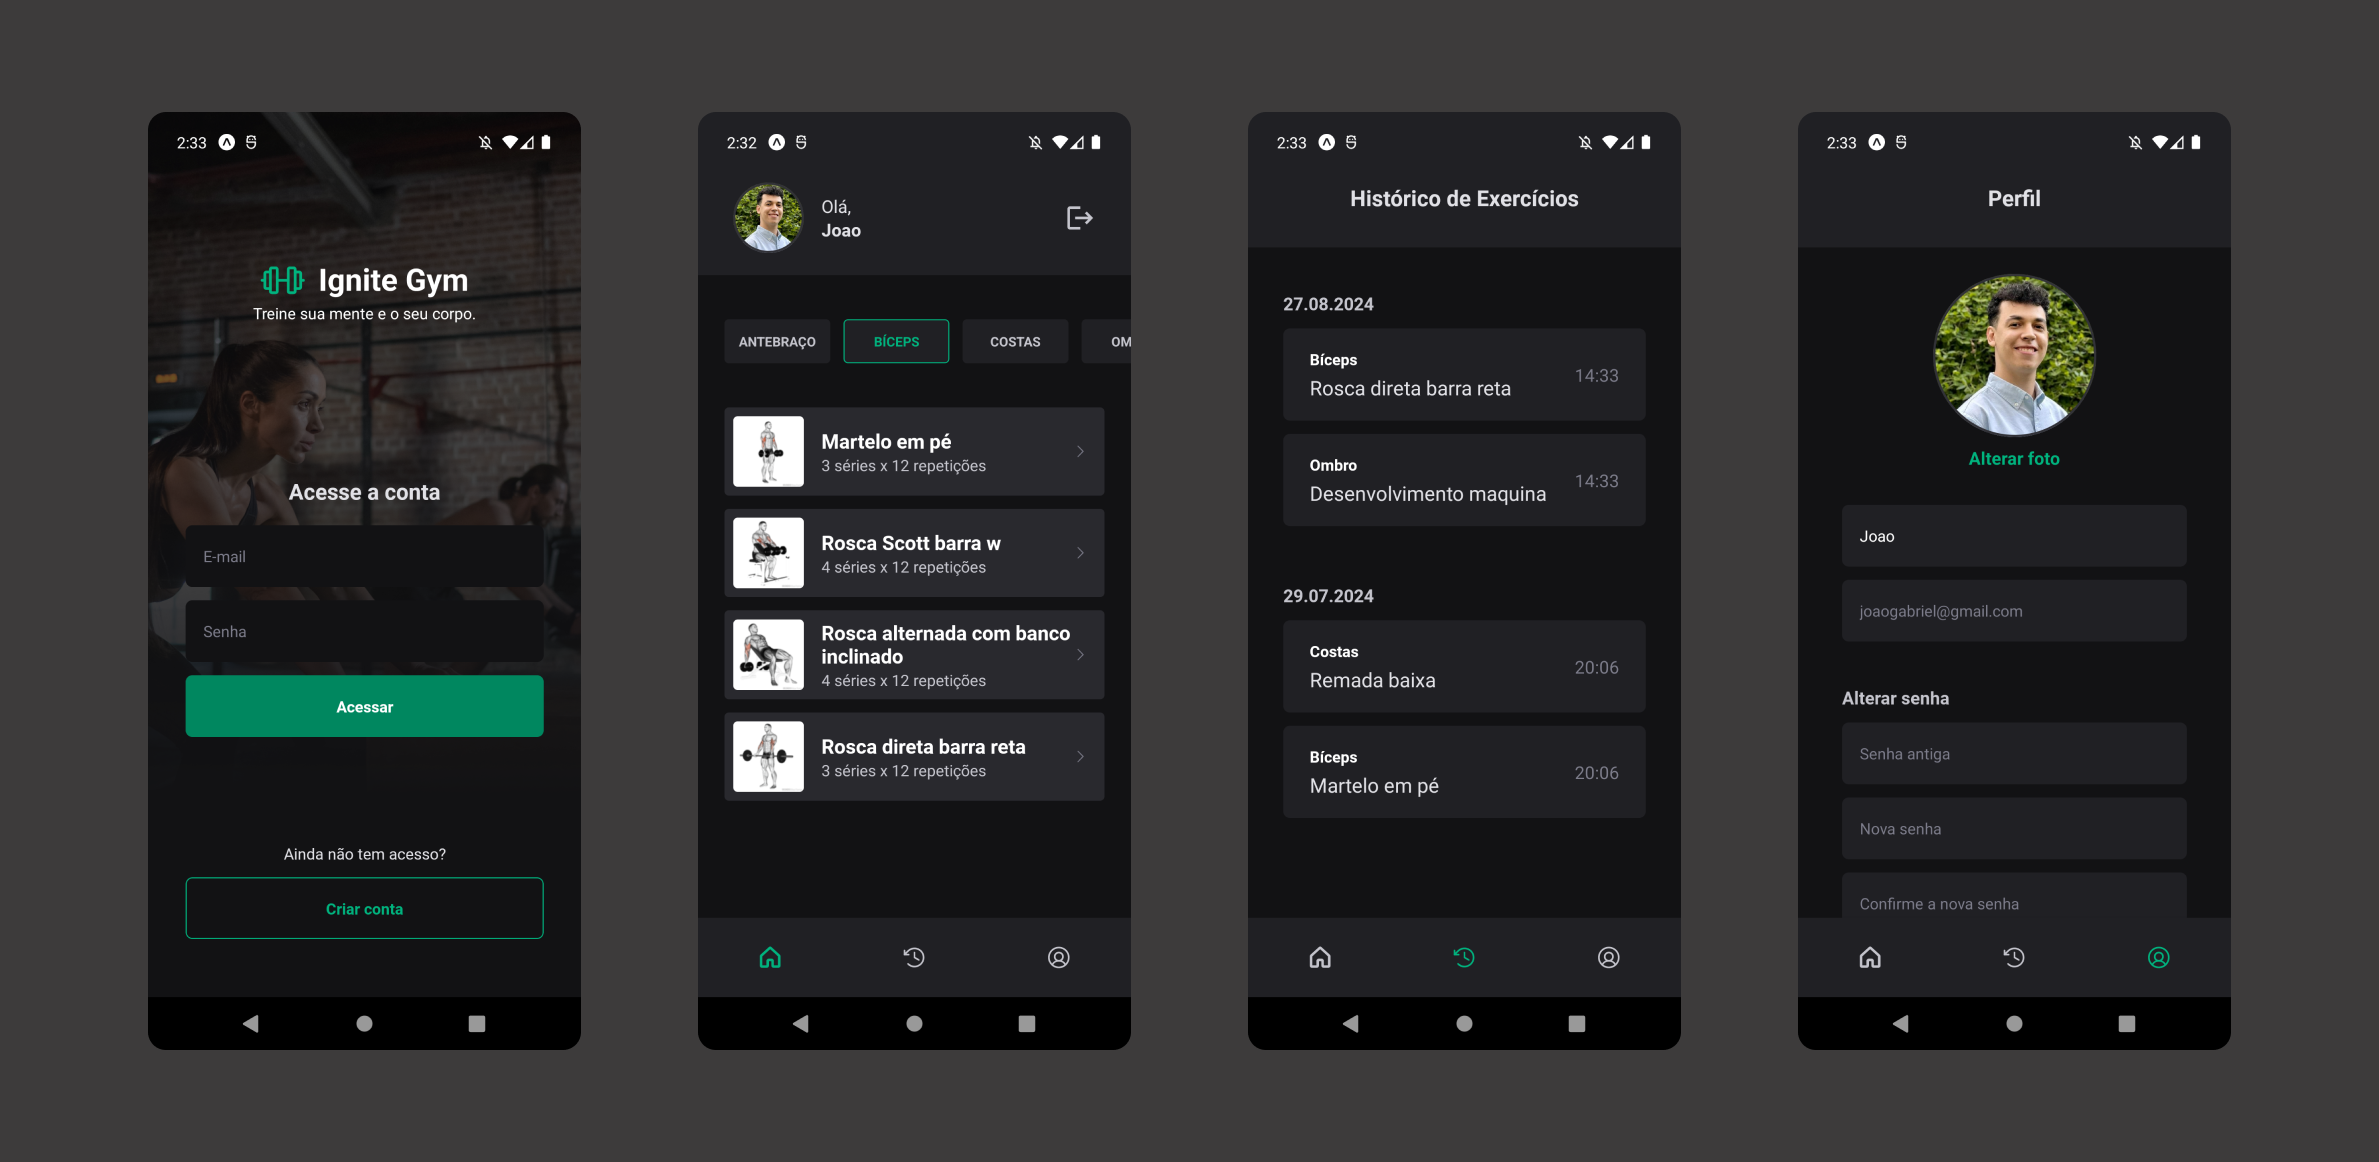 2:33
Ignite Gym
Treine sua mente e o seu corpo.
Acesse a conta
E-mail
Senha
Acessar
Ainda não tem acesso?
Criar conta
2:32
Olá,
Joao
ANTEBRAÇO
BÍCEPS
COSTAS
OM
Martelo em pé
3 séries x 12 repetições
Rosca Scott barra w
4 séries x 12 repetições
Rosca alternada com banco
inclinado
4 séries x 12 repetições
Rosca direta barra reta
3 séries x 12 repetições
2:33
Histórico de Exercícios
27.08.2024
Bíceps
Rosca direta barra reta
14:33
Ombro
Desenvolvimento maquina
14:33
29.07.2024
Costas
Remada baixa
20:06
Bíceps
Martelo em pé
20:06
2:33
Perfil
Alterar foto
Joao
joaogabriel@gmail.com
Alterar senha
Senha antiga
Nova senha
Confirme a nova senha